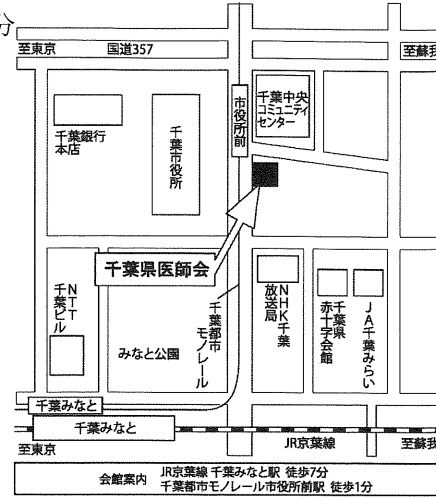 分
至東京
国道357
至蘇我
千葉銀行
本店
千葉市役所
市役所前
千葉中央
コミュニティ
センター
千葉県医師会
NTT
千葉ビル
みなと公園
千葉都市
モノレール
NHK千葉
放送局
千葉県
赤十字会館
JA千葉みらい
千葉みなと
千葉みなと
至東京
JR京葉線
至蘇我
会館案内
JR京葉線 千葉みなと駅 徒歩7分
千葉都市モノレール市役所前駅 徒歩1分